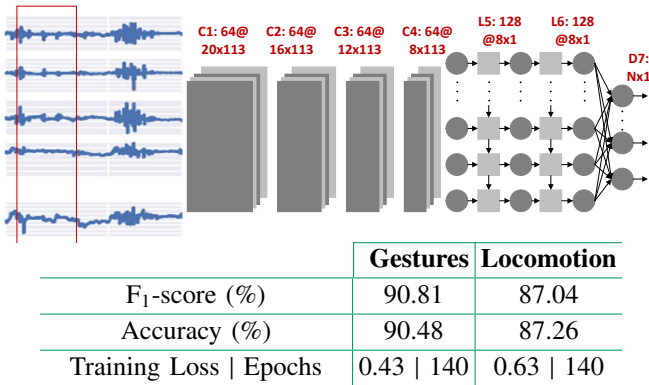 C1: 64@ C2: 64@ C3: 64@ C4: 64@ L5: 128 L6: 128
20x113 16x113 12x113 8x113 @8x1 @8x1
D7:
Nx1
Gestures Locomotion
F₁-score (%) 90.81 87.04
Accuracy (%) 90.48 87.26
Training Loss | Epochs 0.43 | 140 0.63 | 140